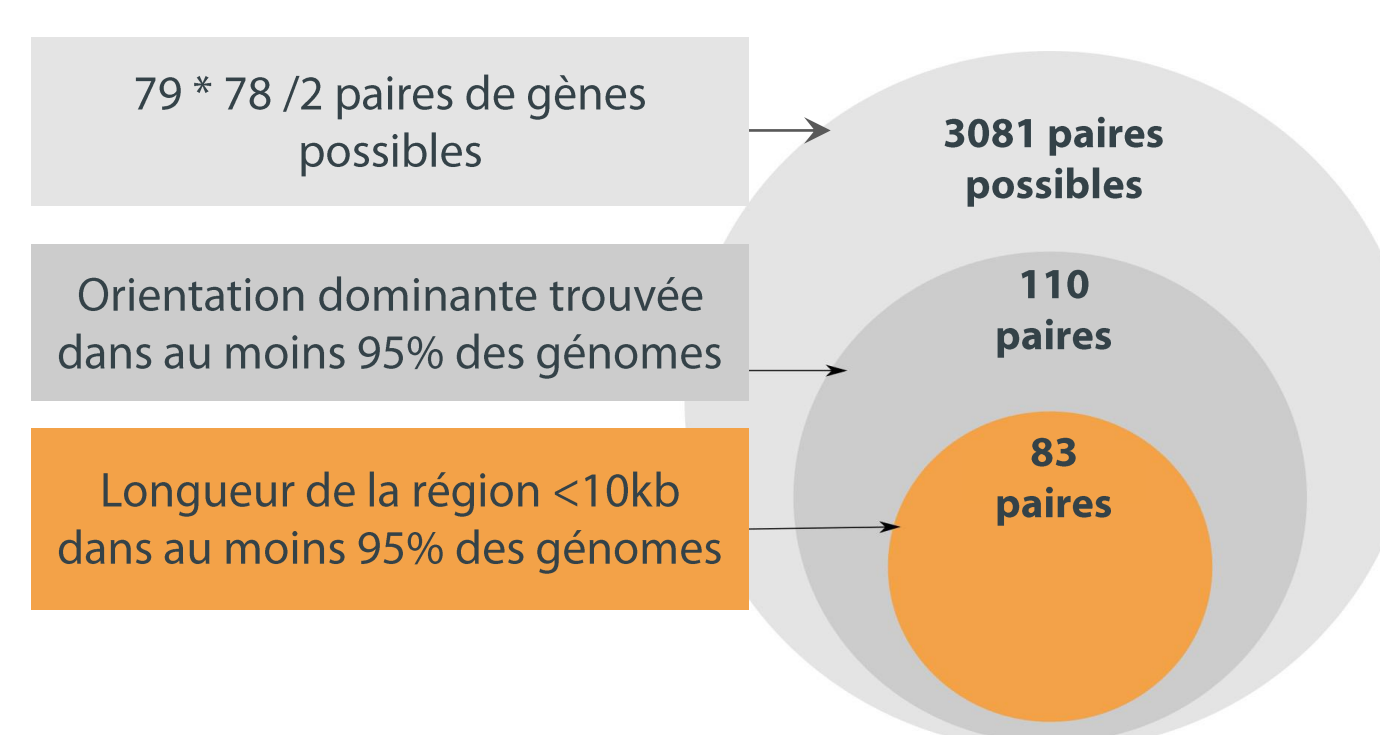 79 * 78 /2 paires de gènes
possibles
3081 paires
possibles
Orientation dominante trouvée
dans au moins 95% des génomes
110
paires
Longueur de la région <10kb
dans au moins 95% des génomes
83
paires